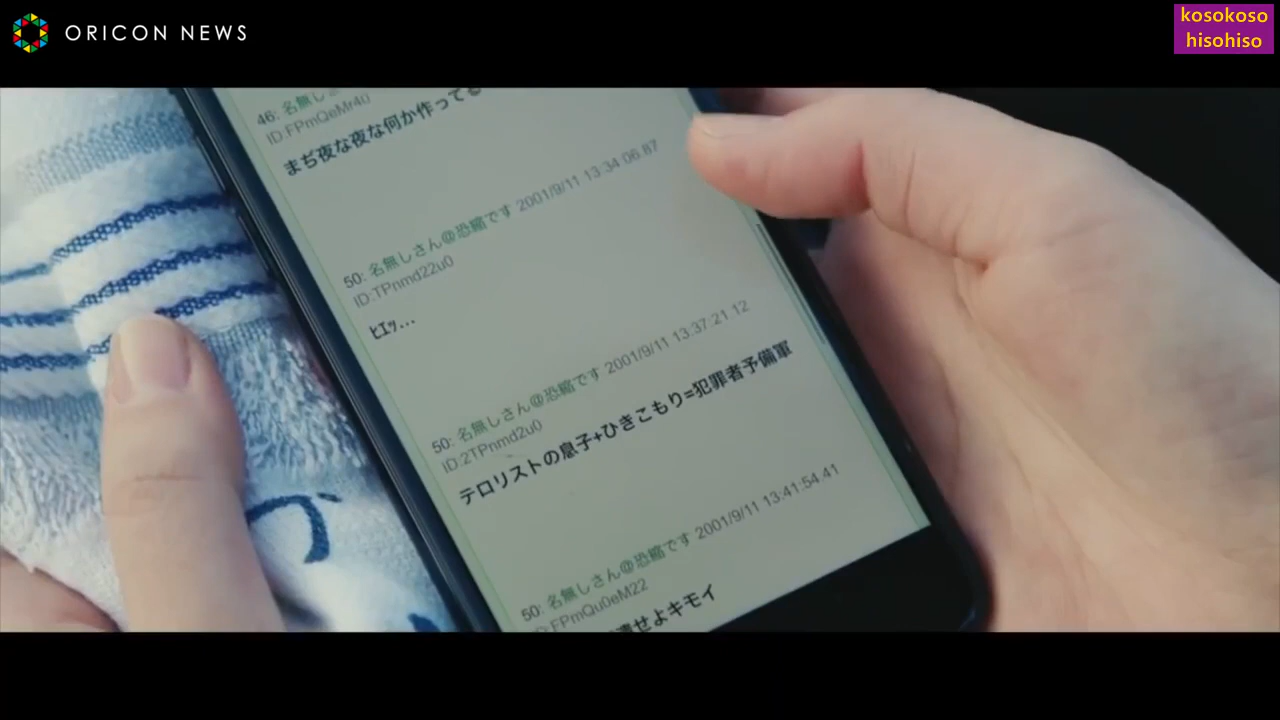 ORICON NEWS
kosokoso
hisohiso
46: 名無しさ
ID:FPmQeMr4u
まぢ夜な夜な何か作ってる
50: 名無しさん@恐縮です 2001/9/11 13:34:06.87
ID:TPnmd22u0
ﾋｴｯ...
50: 名無しさん@恐縮です 2001/9/11 13:37:21.12
ID:2TPnmd2u0
テロリストの息子+ひきこもり=犯罪者予備軍
50: 名無しさん@恐縮です 2001/9/11 13:41:54.41
ID:FPmQu0eM22
せよキモイ